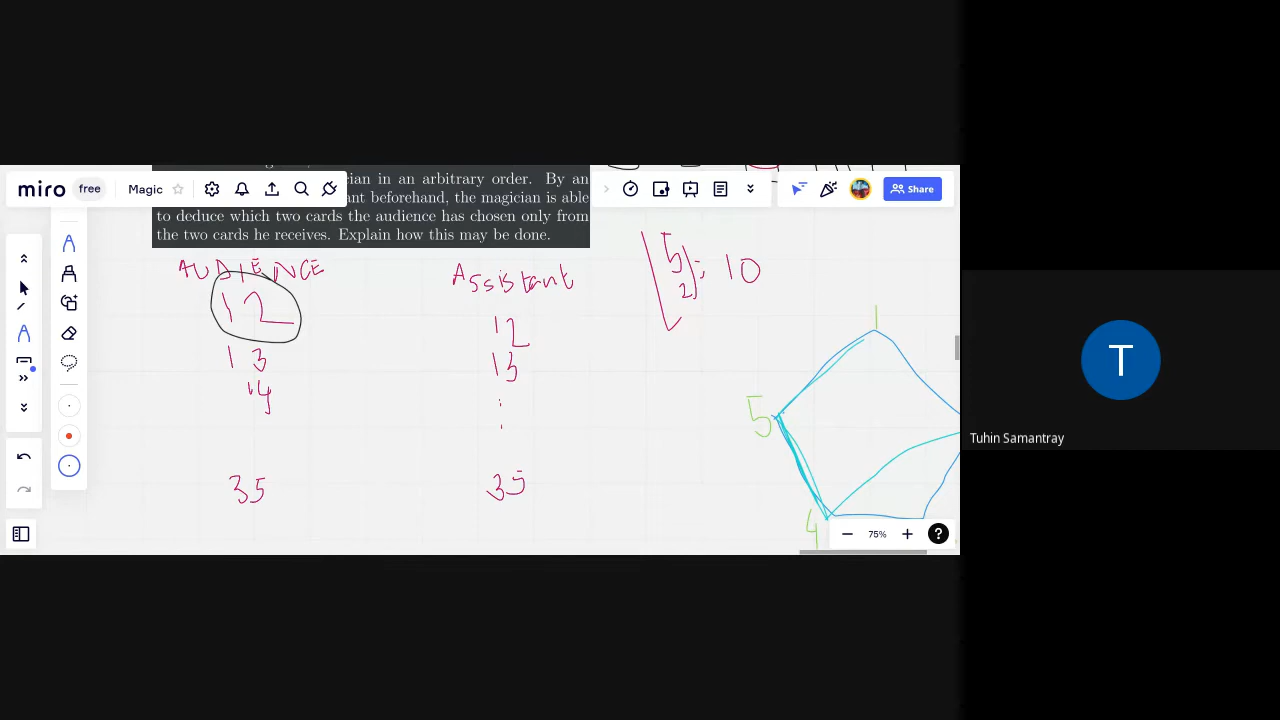 miro free Magic
Share
cian in an arbitrary order. By an
ant beforehand, the magician is able
to deduce which two cards the audience has chosen only from
the two cards he receives. Explain how this may be done.
AUDIENCE
12
13
14
35
Assistant
12
13
:
35
5
2
: 10
1
5
4
75%
?
T
Tuhin Samantray